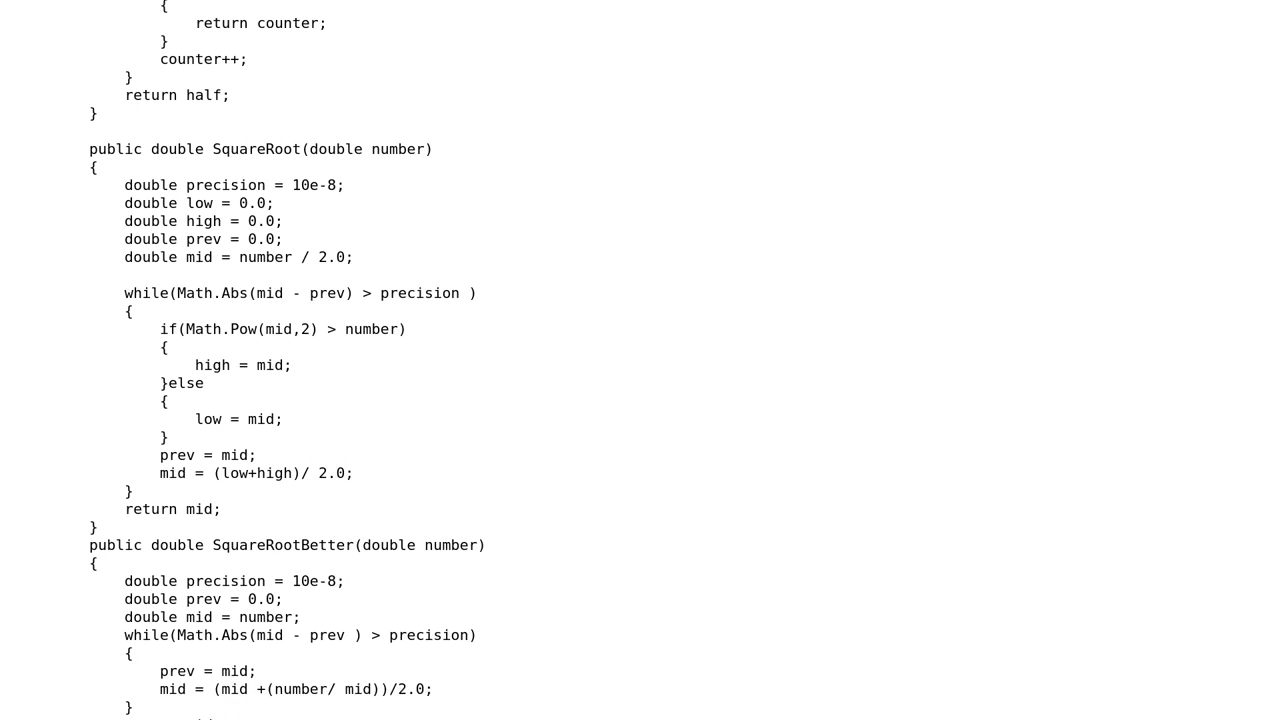 {
return counter;
}
counter++;
}
return half;
}
public double SquareRoot(double number)
{
double precision = 10e-8;
double low = 0.0;
double high = 0.0;
double prev = 0.0;
double mid = number / 2.0;
while(Math.Abs(mid - prev) > precision )
{
if(Math.Pow(mid,2) > number)
{
high = mid;
}else
{
low = mid;
}
prev = mid;
mid = (low+high)/ 2.0;
}
return mid;
}
public double SquareRootBetter(double number)
{
double precision = 10e-8;
double prev = 0.0;
double mid = number;
while(Math.Abs(mid - prev ) > precision)
{
prev = mid;
mid = (mid +(number/ mid))/2.0;
}